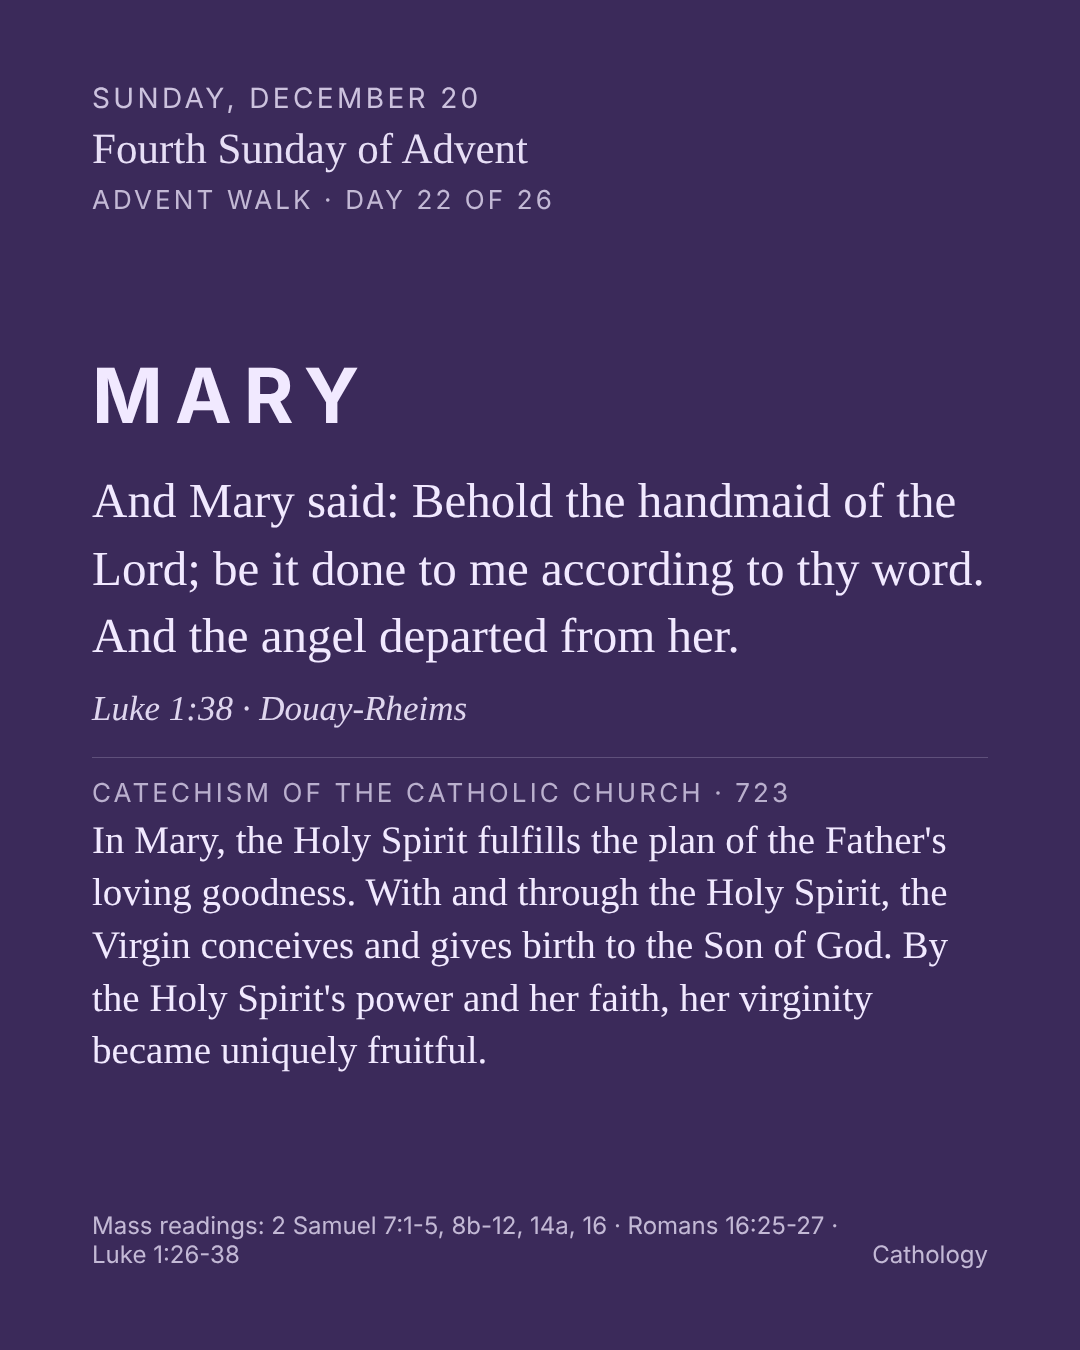 SUNDAY, DECEMBER 20
Fourth Sunday of Advent
ADVENT WALK · DAY 22 OF 26
MARY
And Mary said: Behold the handmaid of the
Lord; be it done to me according to thy word.
And the angel departed from her.
Luke 1:38 · Douay-Rheims
CATECHISM OF THE CATHOLIC CHURCH · 723
In Mary, the Holy Spirit fulfills the plan of the Father's
loving goodness. With and through the Holy Spirit, the
Virgin conceives and gives birth to the Son of God. By
the Holy Spirit's power and her faith, her virginity
became uniquely fruitful.
Mass readings: 2 Samuel 7:1-5, 8b-12, 14a, 16 · Romans 16:25-27 ·
Luke 1:26-38
Cathology